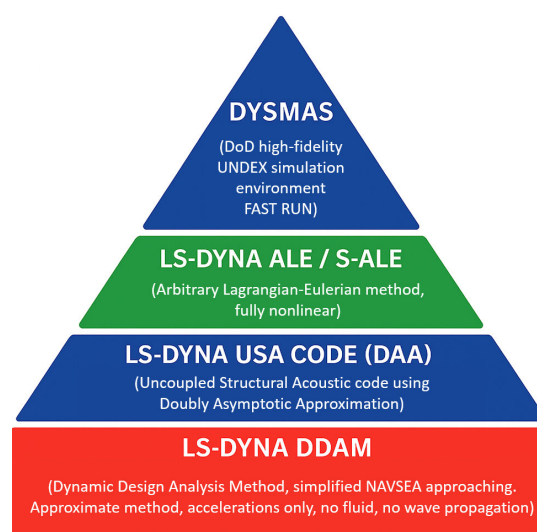 DYSMAS
(DoD high-fidelity
UNDEX simulation
environment
FAST RUN)
LS-DYNA ALE / S-ALE
(Arbitrary Lagrangian-Eulerian method,
fully nonlinear)
LS-DYNA USA CODE (DAA)
(Uncoupled Structural Acoustic code using
Doubly Asymptotic Approximation)
LS-DYNA DDAM
(Dynamic Design Analysis Method, simplified NAVSEA approaching.
Approximate method, accelerations only, no fluid, no wave propagation)